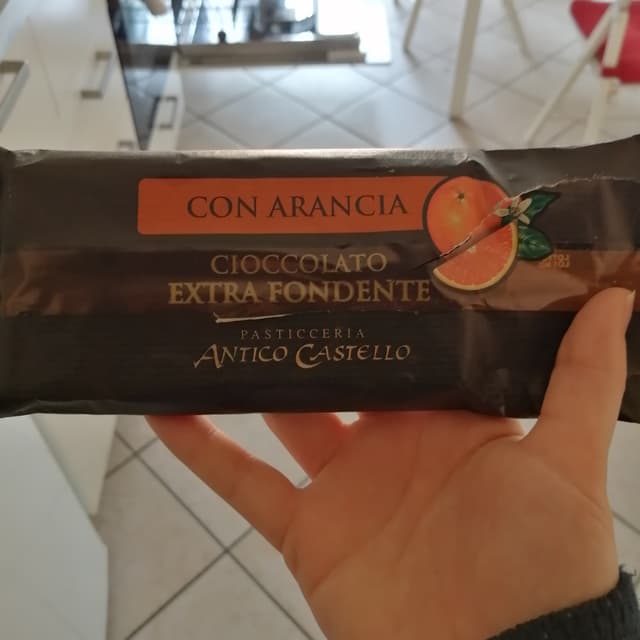 CON ARANCIA
CIOCCOLATO
EXTRA FONDENTE
PASTICCERIA
ANTICO CASTELLO